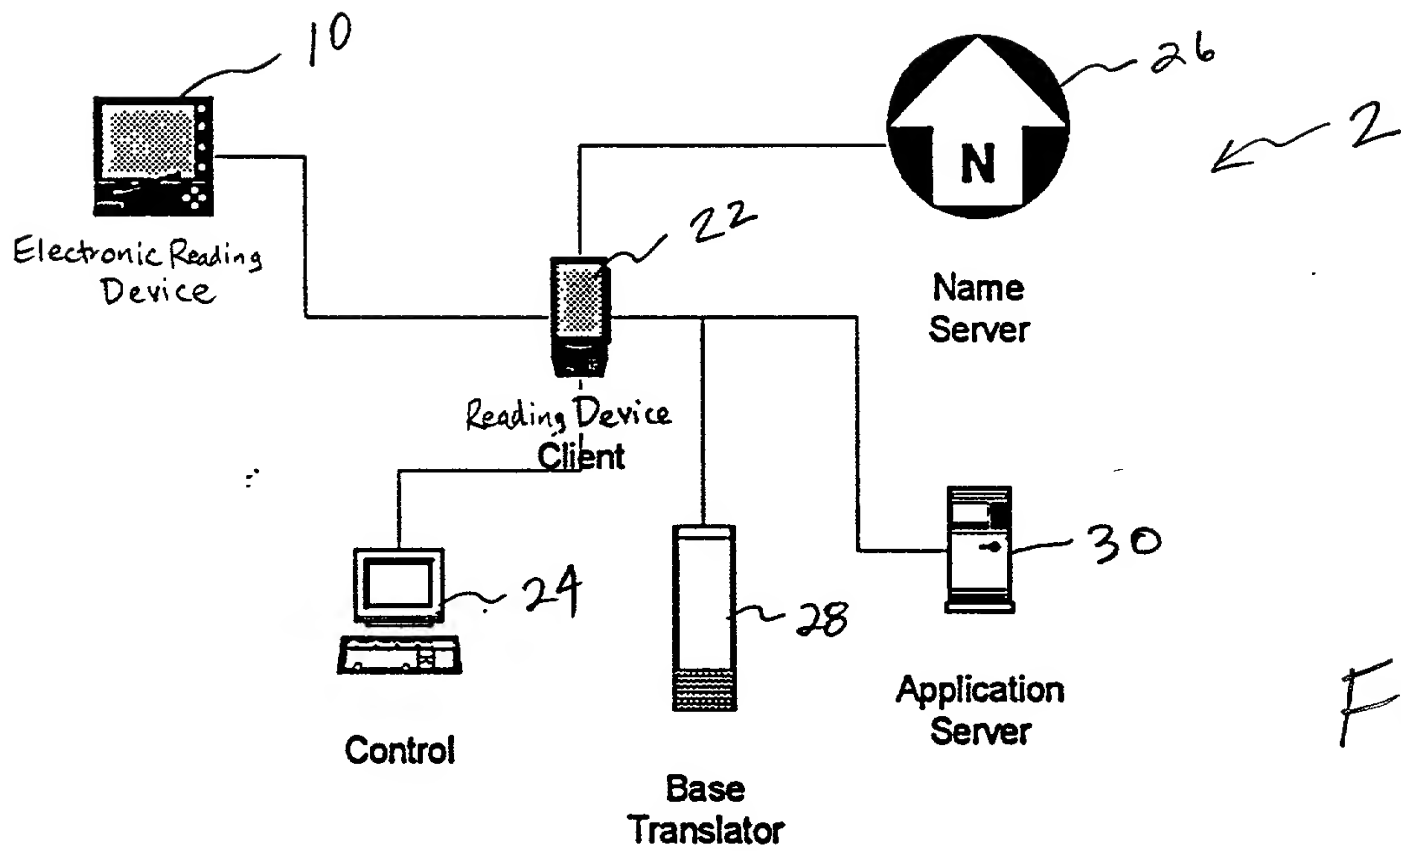 10
26
2
N
22
Electronic Reading
Device
Name
Server
Reading Device
Client
24
28
30
Control
Application
Server
Base
Translator
F